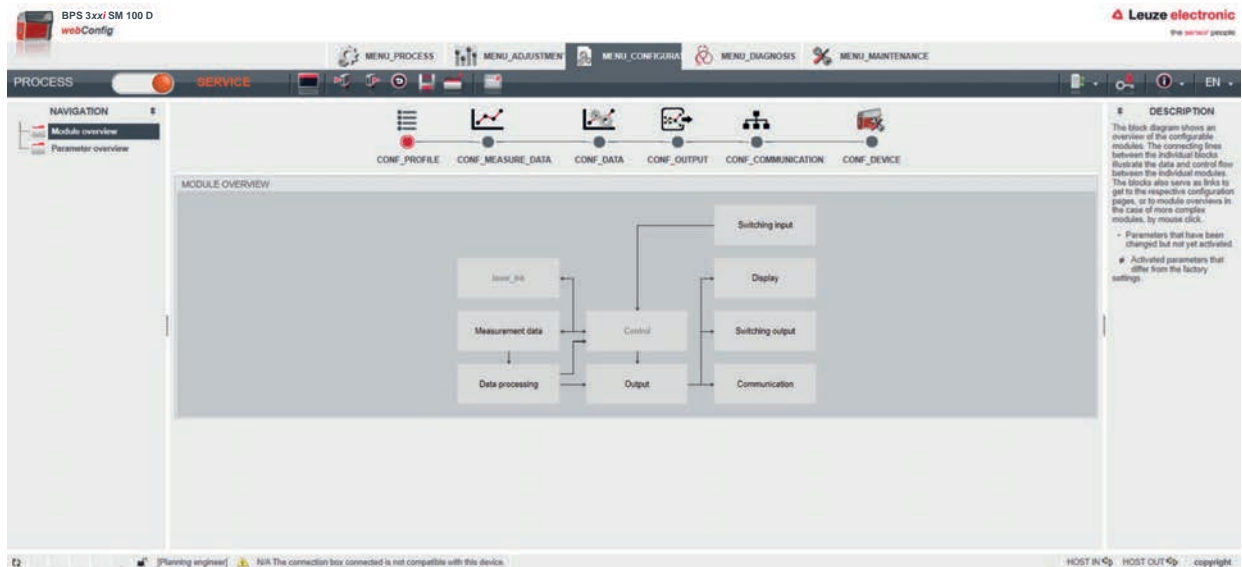 BPS 3xxi SM 100 D
webConfig
Leuze electronic
the sensor people
MENU_PROCESS
MENU_ADJUSTMEN
MENU_CONFIGURA
MENU_DIAGNOSIS
MENU_MAINTENANCE
PROCESS
SERVICE
EN
NAVIGATION
Module overview
Parameter overview
CONF_PROFILE
CONF_MEASURE_DATA
CONF_DATA
CONF_OUTPUT
CONF_COMMUNICATION
CONF_DEVICE
MODULE OVERVIEW
Switching input
Display
Measurement data
Control
Switching output
Data processing
Output
Communication
DESCRIPTION
The block diagram shows an
overview of the configurable
modules. The connecting lines
between the individual blocks
illustrate the data and control flow
between the individual modules.
The blocks also serve as links to
get to the respective configuration
pages, or to module overviews in
the case of more complex
modules, by mouse click.
- Parameters that have been
changed but not yet activated
# Activated parameters that
differ from the factory
settings.
[Planning engineer]
N/A The connection box connected is not compatible with this device.
HOST IN
HOST OUT
copyright